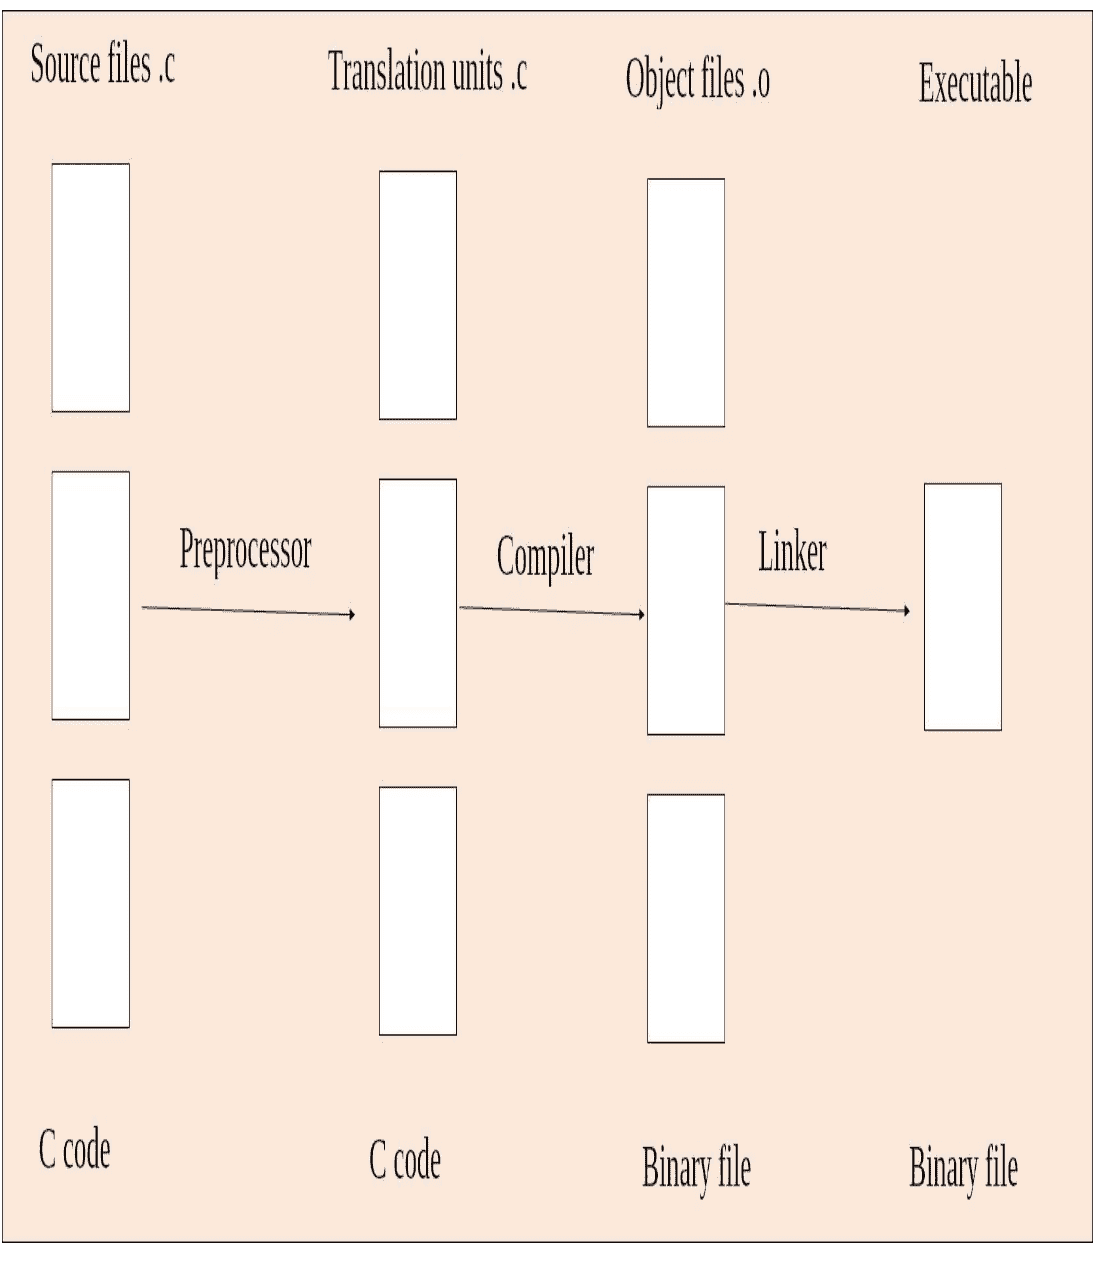 Source files .c
Translation units .c
Object files .o
Executable
Preprocessor
Compiler
Linker
C code
C code
Binary file
Binary file